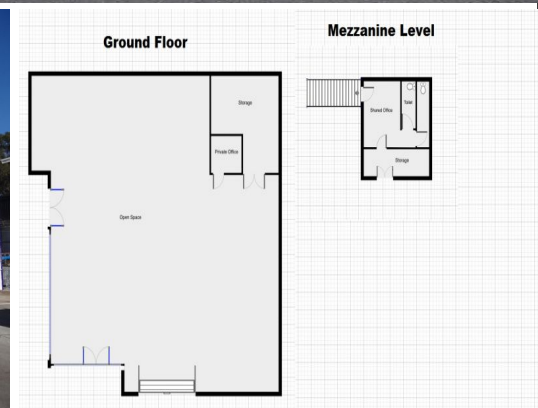 Ground Floor
Storage
Private Office
Open Space
Mezzanine Level
Shared Office
Toilet
Storage